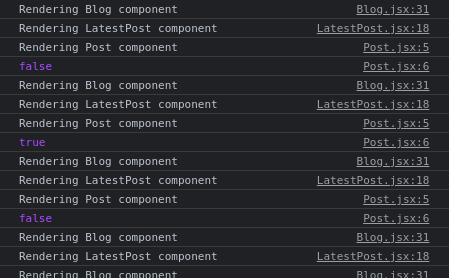 Rendering Blog component Blog.jsx:31
Rendering LatestPost component LatestPost.jsx:18
Rendering Post component Post.jsx:5
false Post.jsx:6
Rendering Blog component Blog.jsx:31
Rendering LatestPost component LatestPost.jsx:18
Rendering Post component Post.jsx:5
true Post.jsx:6
Rendering Blog component Blog.jsx:31
Rendering LatestPost component LatestPost.jsx:18
Rendering Post component Post.jsx:5
false Post.jsx:6
Rendering Blog component Blog.jsx:31
Rendering LatestPost component LatestPost.jsx:18
Rendering Blog component Blog.jsx:31